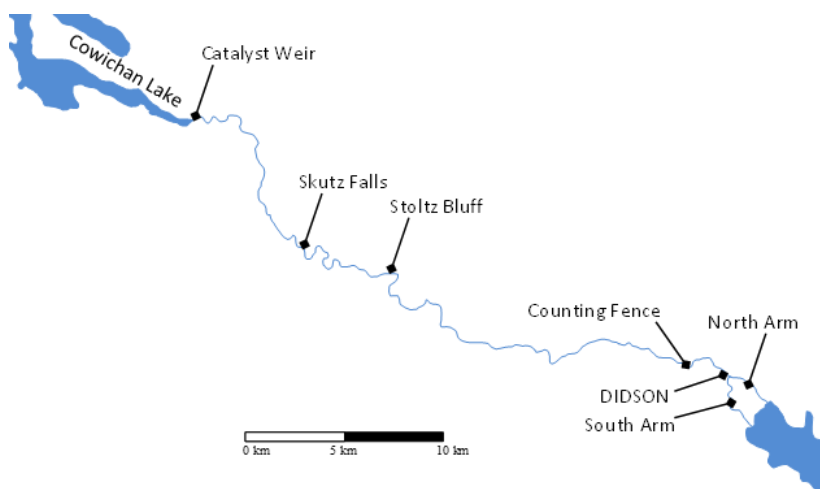 Cowichan Lake
Catalyst Weir
Skutz Falls
Stoltz Bluff
Counting Fence
North Arm
DIDSON
South Arm
0 km 5 km 10 km